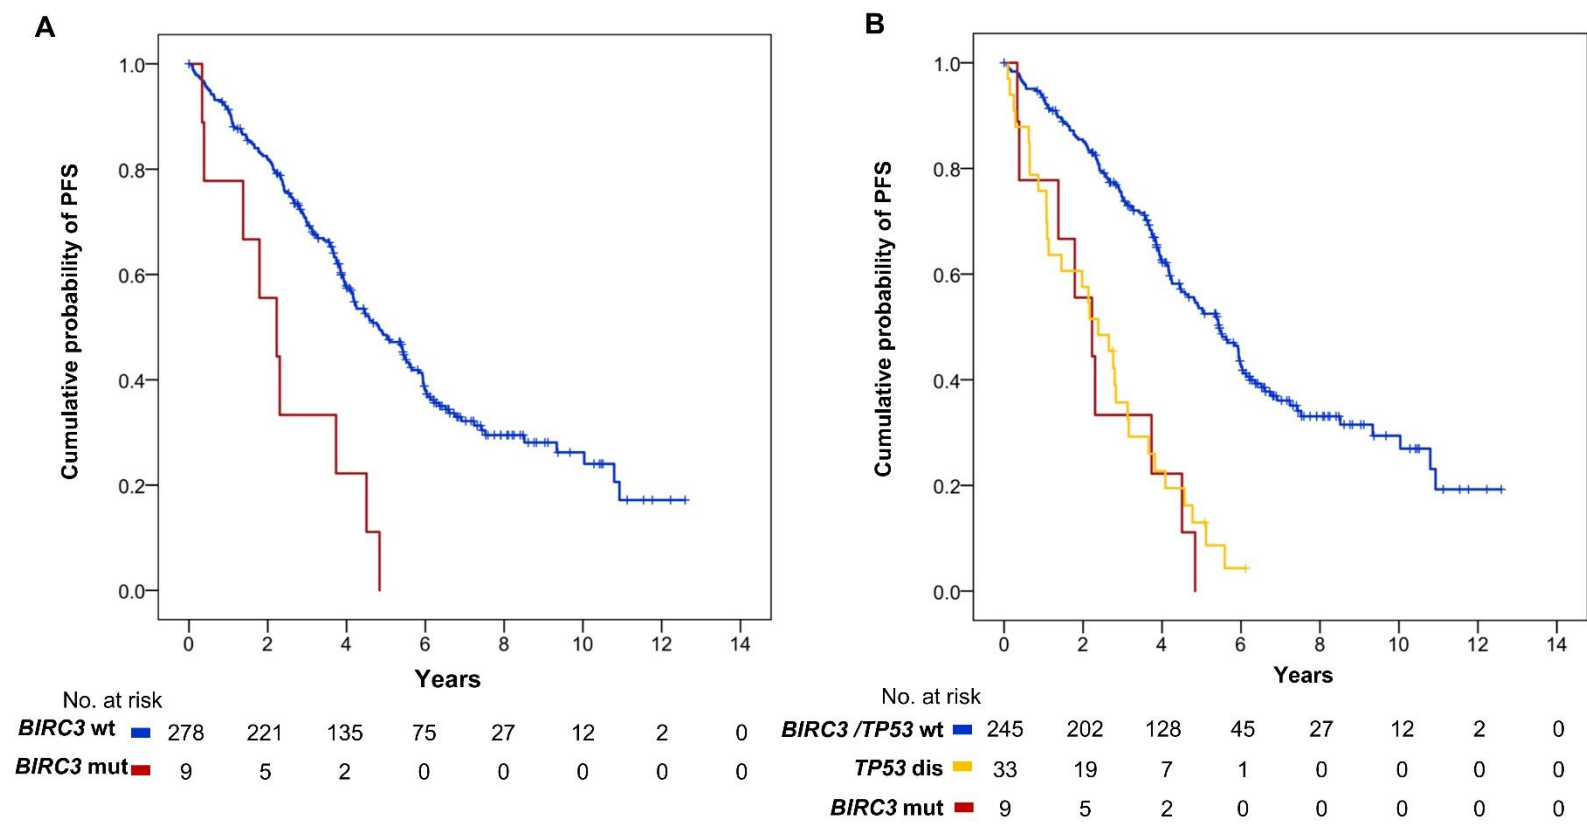 A
Cumulative probability of PFS
1.0
0.8
0.6
0.4
0.2
0.0
0 2 4 6 8 10 12 14
Years
No. at risk
BIRC3 wt 278 221 135 75 27 12 2 0
BIRC3 mut 9 5 2 0 0 0 0 0
B
Cumulative probability of PFS
1.0
0.8
0.6
0.4
0.2
0.0
0 2 4 6 8 10 12 14
Years
No. at risk
BIRC3 /TP53 wt 245 202 128 45 27 12 2 0
TP53 dis 33 19 7 1 0 0 0 0
BIRC3 mut 9 5 2 0 0 0 0 0